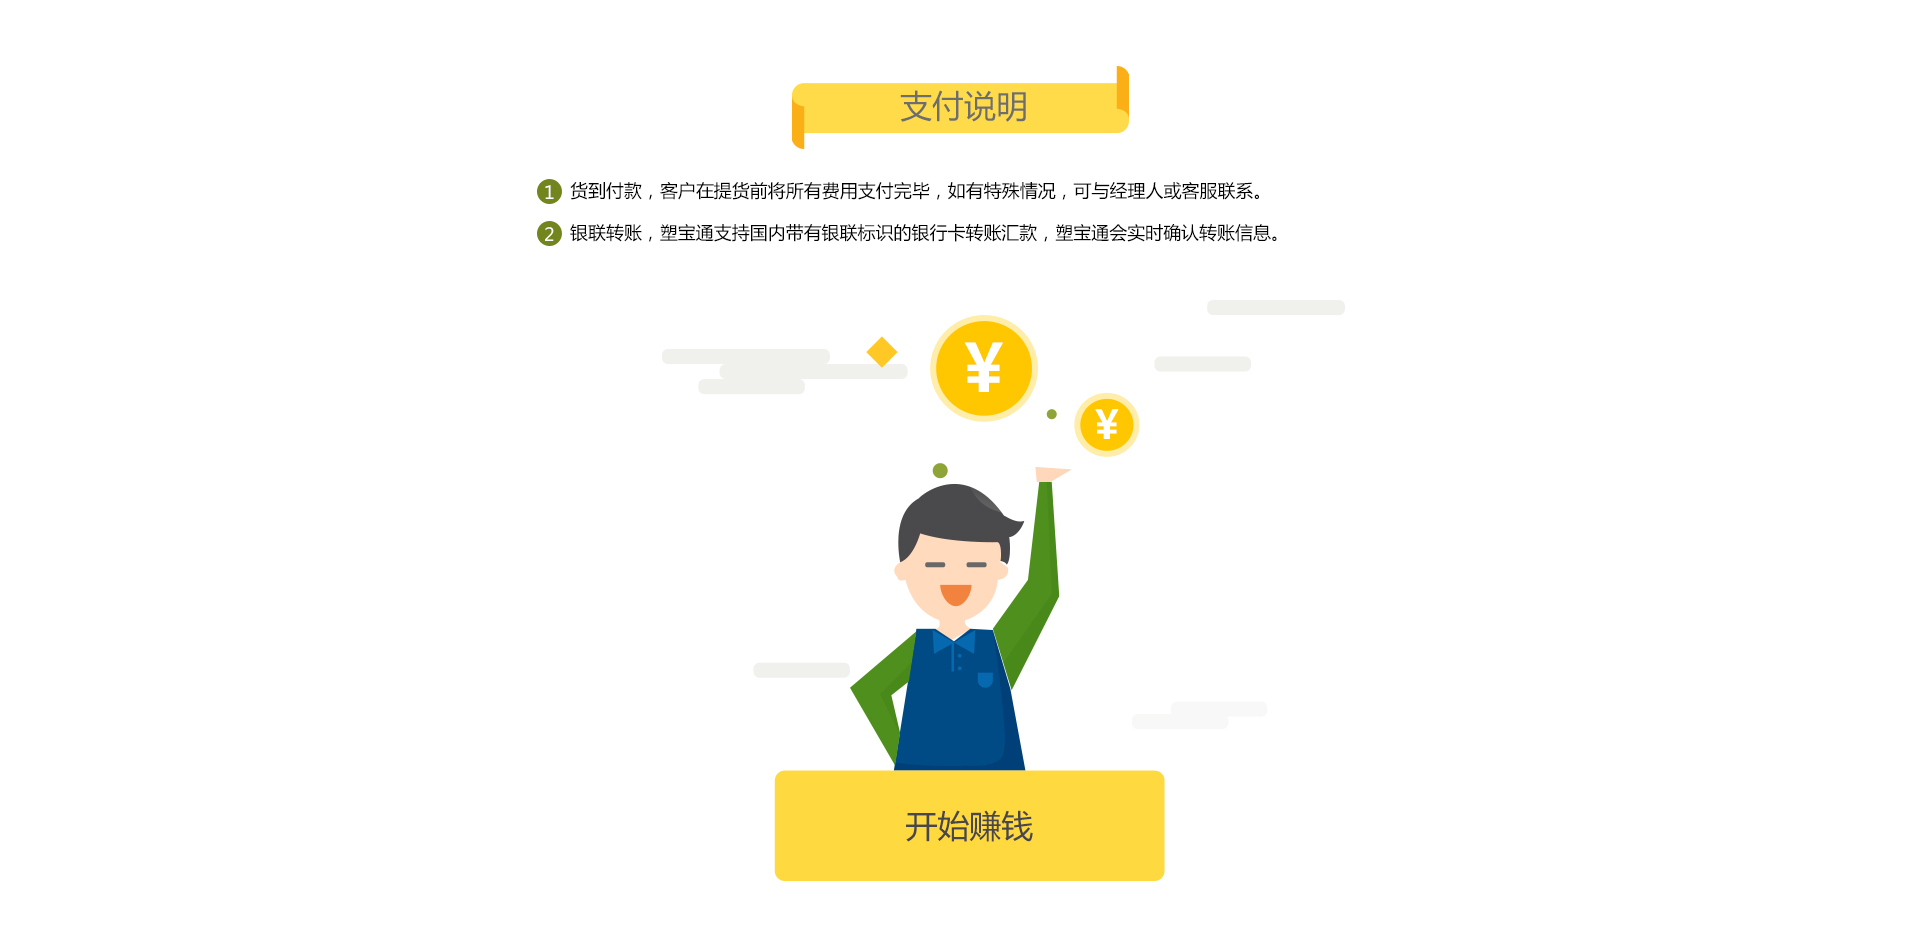 支付说明
1 货到付款，客户在提货前将所有费用支付完毕，如有特殊情况，可与经理人或客服联系。
2 银联转账，塑宝通支持国内带有银联标识的银行卡转账汇款，塑宝通会实时确认转账信息。
¥
¥
开始赚钱